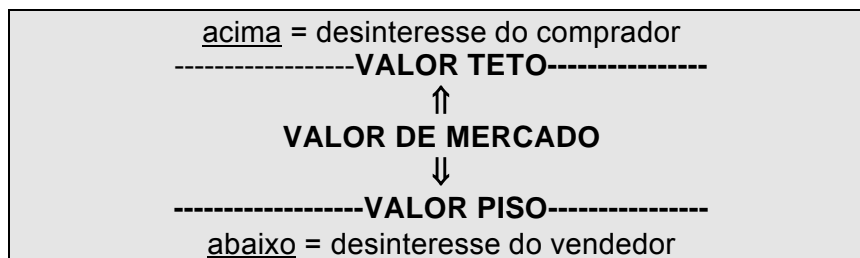 acima = desinteresse do comprador
------------------VALOR TETO----------------
⇑
VALOR DE MERCADO
⇓
-------------------VALOR PISO----------------
abaixo = desinteresse do vendedor